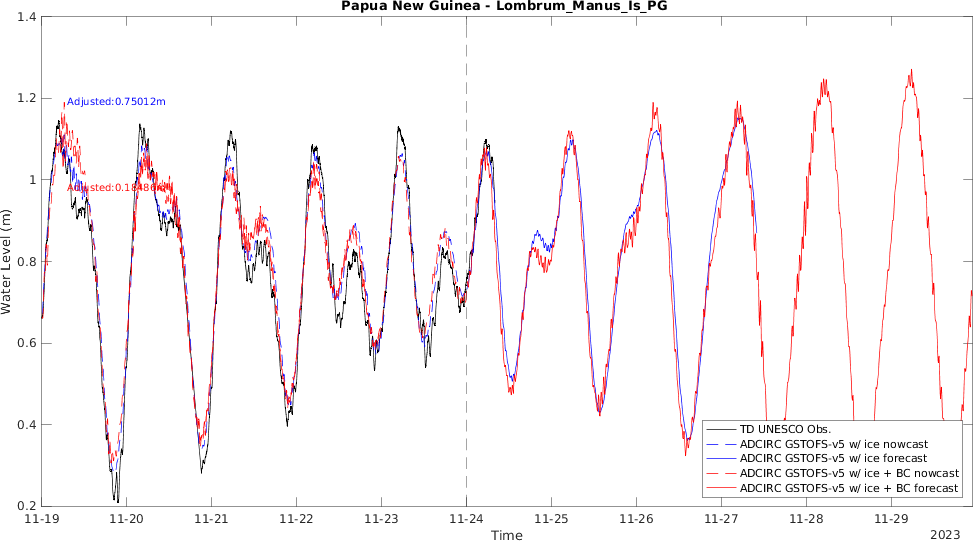 Papua New Guinea - Lombrum_Manus_Is_PG
1.4
1.2
1
0.8
0.6
0.4
0.2
Water Level (m)
Adjusted:0.75012m
Adjusted:0.18486m
TD UNESCO Obs.
ADCIRC GSTOFS-v5 w/ ice nowcast
ADCIRC GSTOFS-v5 w/ ice forecast
ADCIRC GSTOFS-v5 w/ ice + BC nowcast
ADCIRC GSTOFS-v5 w/ ice + BC forecast
11-19 11-20 11-21 11-22 11-23 11-24 11-25 11-26 11-27 11-28 11-29
Time
2023